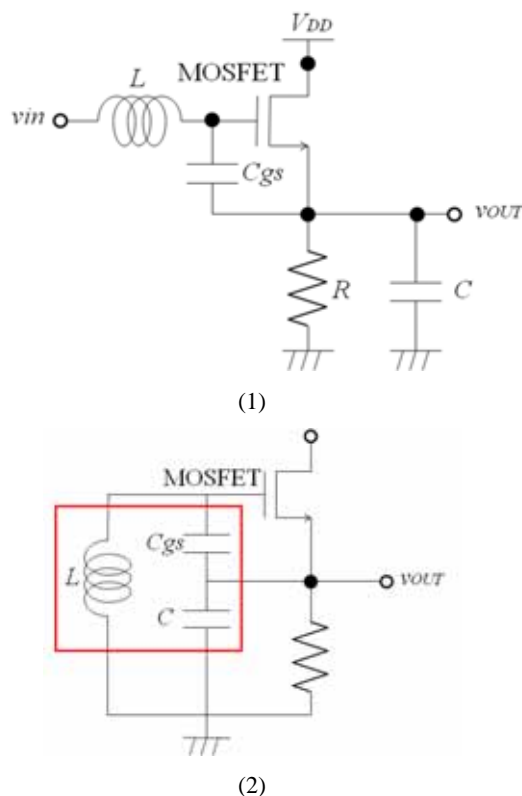 VDD
L
MOSFET
vin
Cgs
vOUT
R
C
(1)
MOSFET
Cgs
L
vOUT
C
(2)